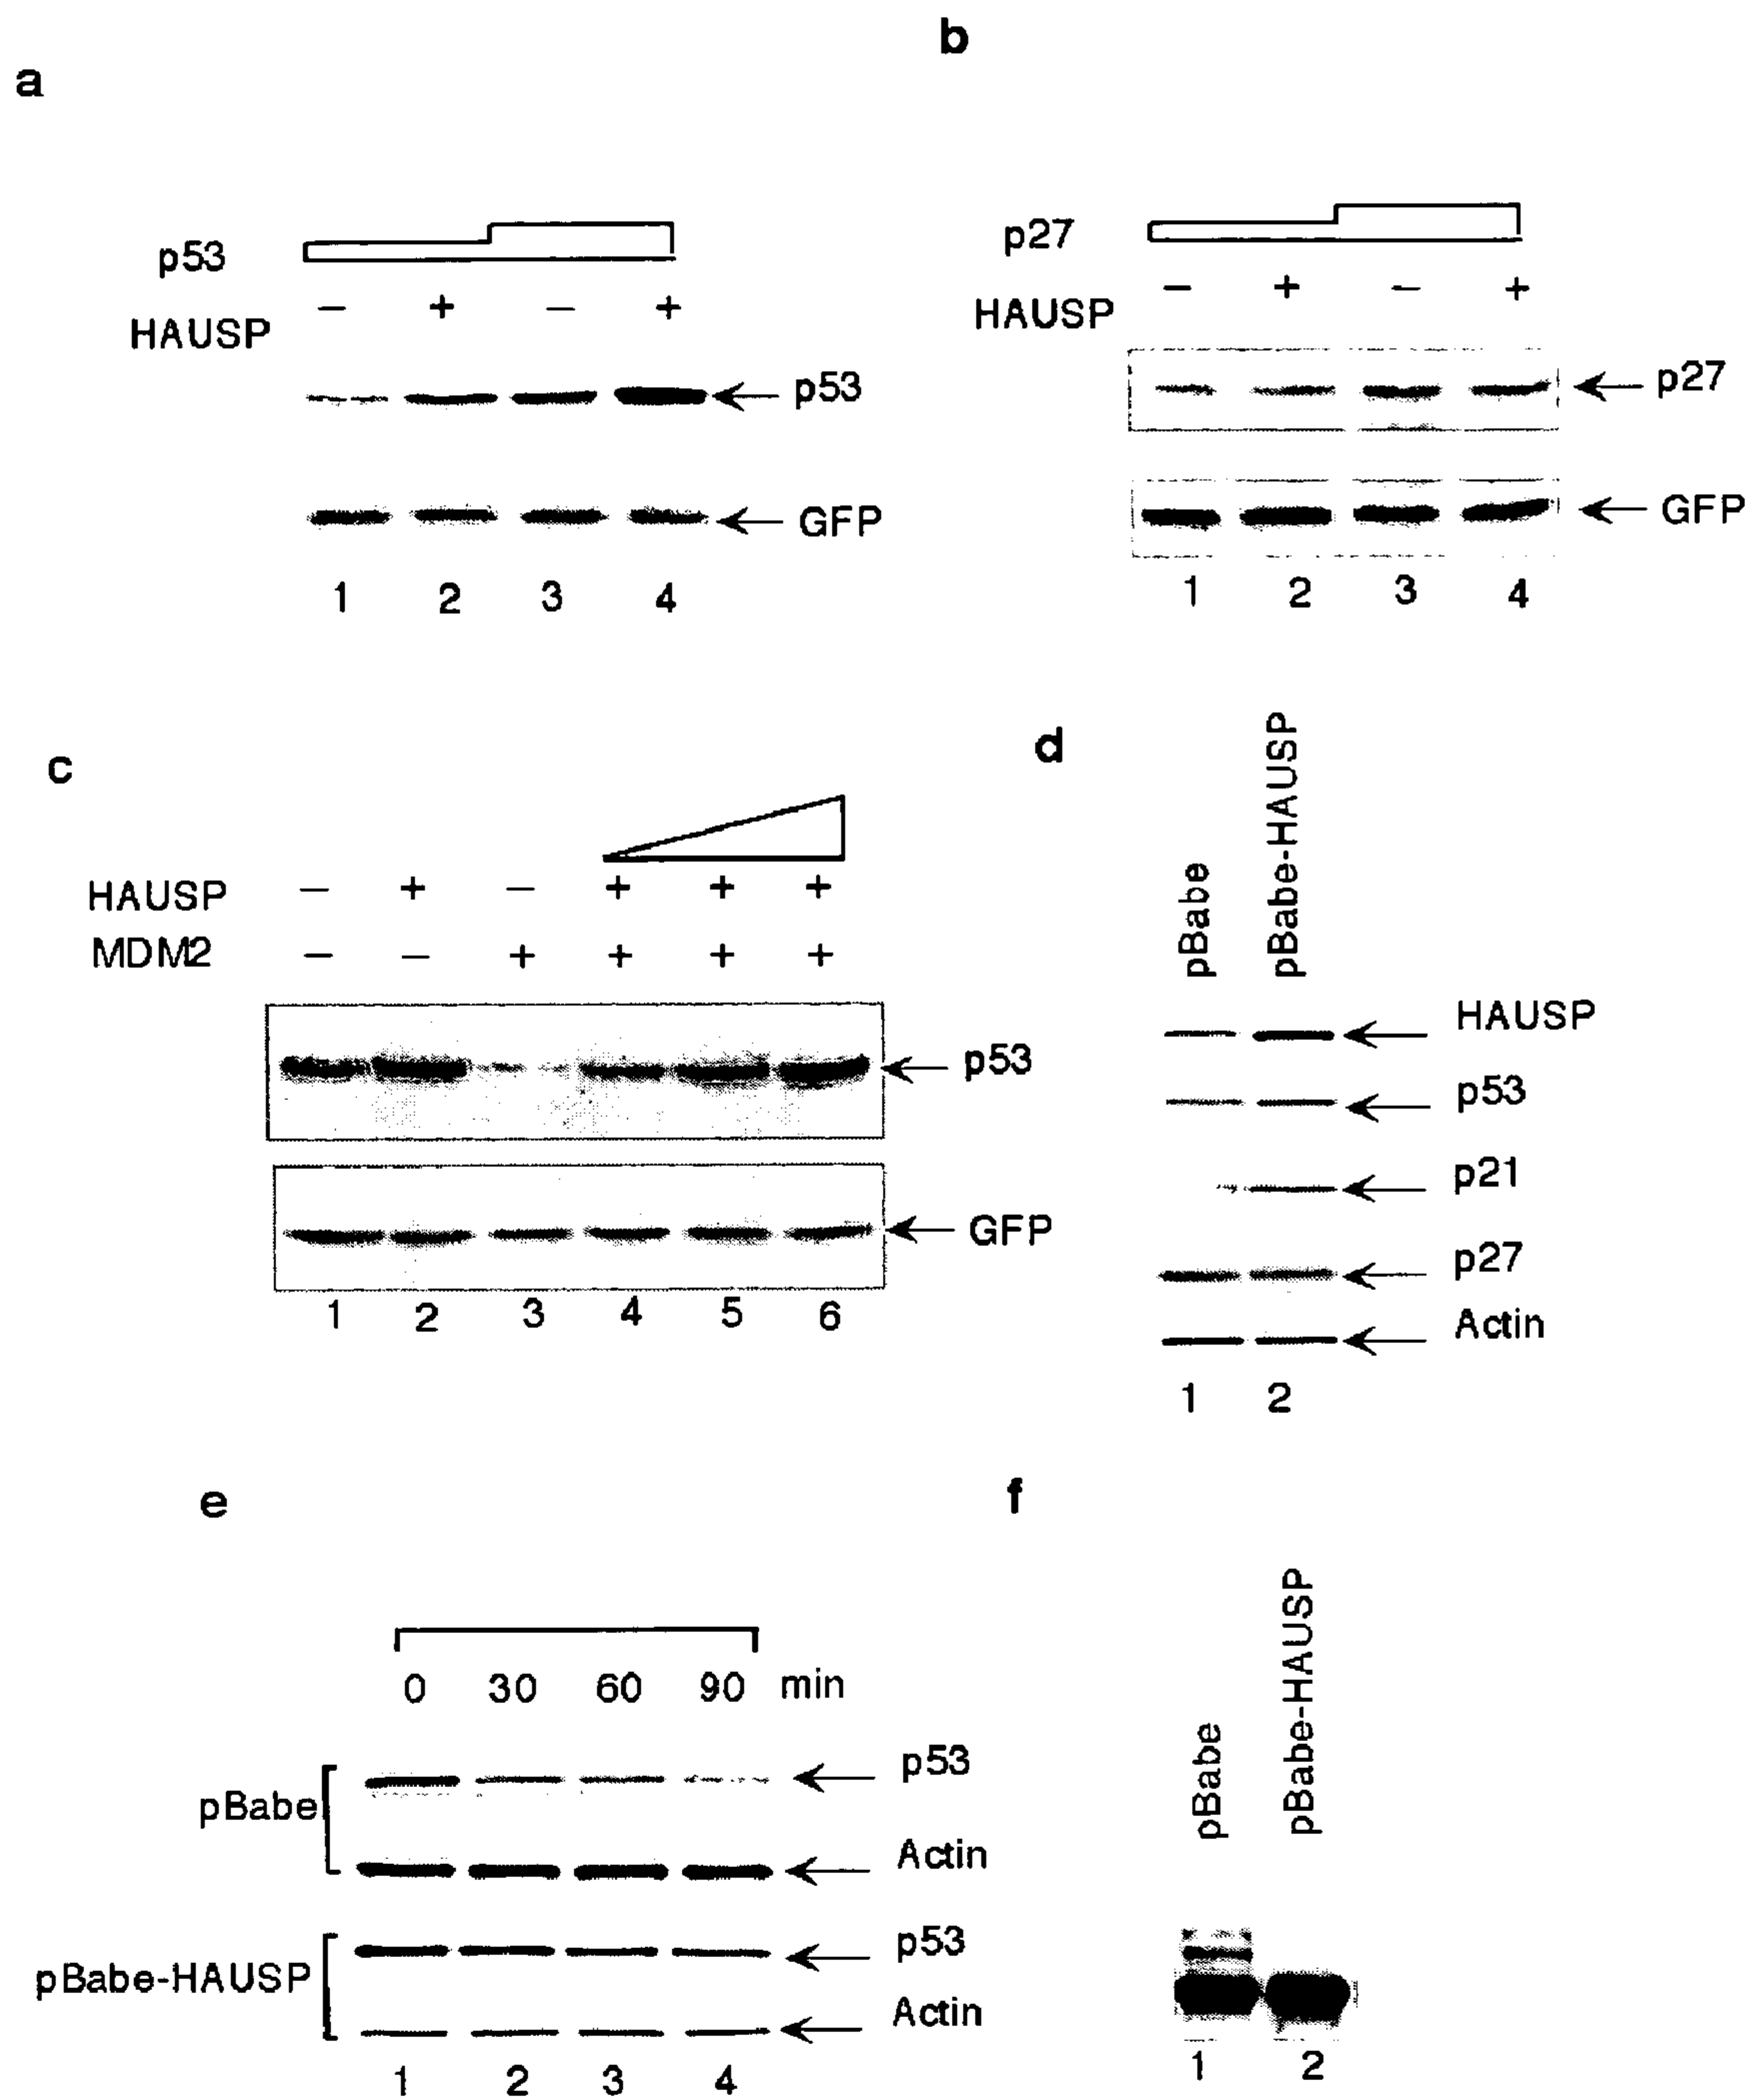 a
p53
HAUSP − + − +
p53
GFP
1 2 3 4
b
p27
HAUSP − + − +
p27
GFP
1 2 3 4
c
HAUSP − + − + + +
MDM2 − − + + + +
p53
GFP
1 2 3 4 5 6
d
pBabe
pBabe-HAUSP
HAUSP
p53
p21
p27
Actin
1 2
e
0 30 60 90 min
pBabe
p53
Actin
pBabe-HAUSP
p53
Actin
1 2 3 4
f
pBabe
pBabe-HAUSP
1 2